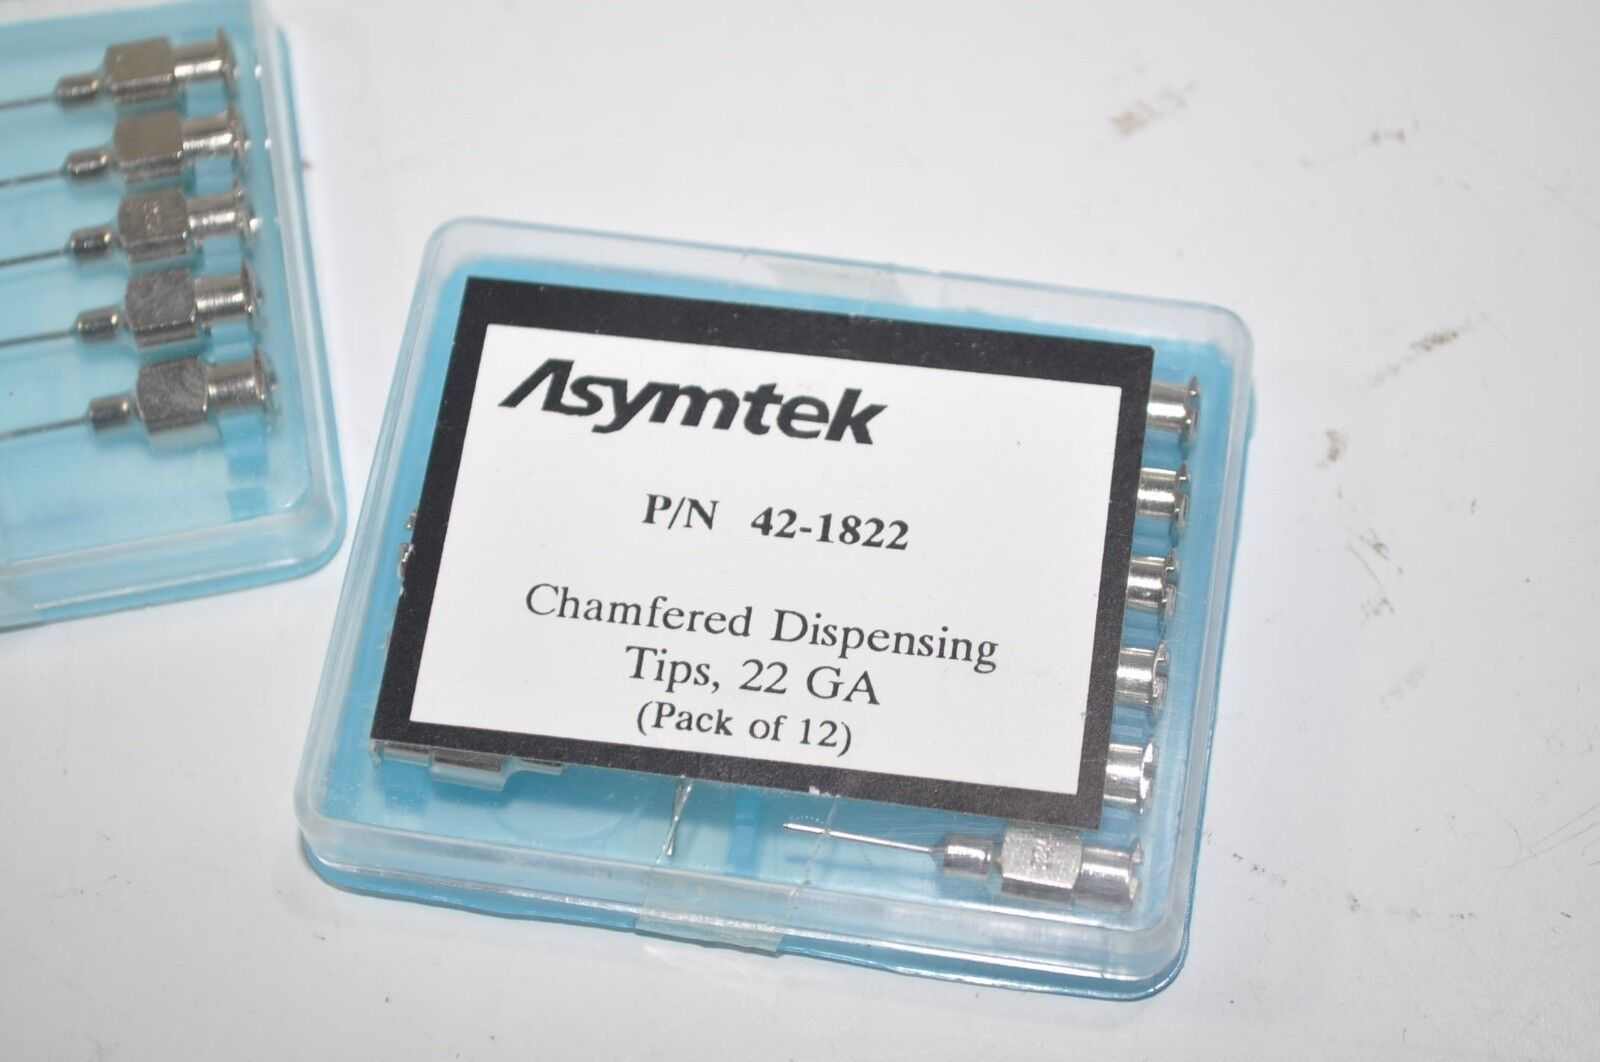 Asymtek
P/N 42-1822
Chamfered Dispensing
Tips, 22 GA
(Pack of 12)